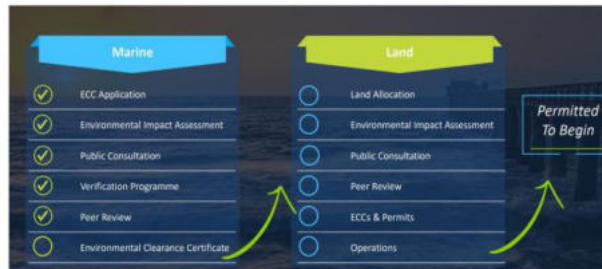 Marine
ECC Application
Environmental Impact Assessment
Public Consultation
Verification Programme
Peer Review
Environmental Clearance Certificate
Land
Land Allocation
Environmental Impact Assessment
Public Consultation
Peer Review
ECCs & Permits
Operations
Permitted
To Begin